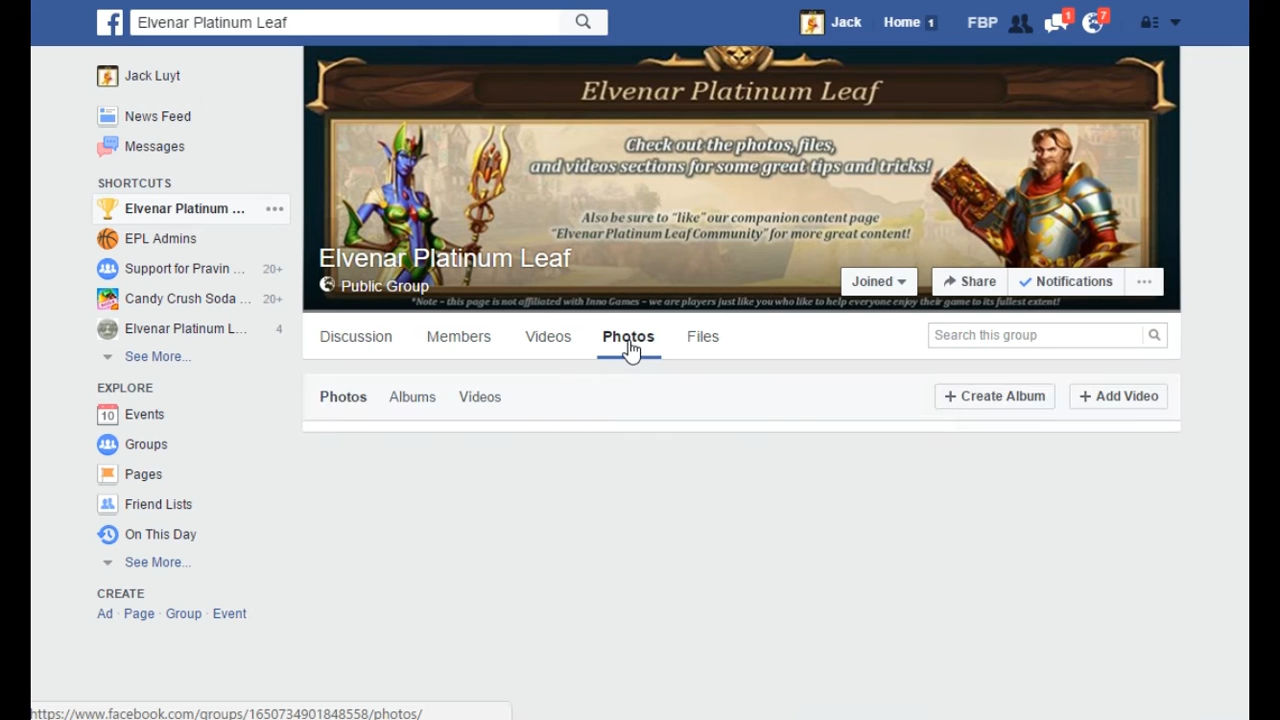 Elvenar Platinum Leaf
Jack
Home 1
FBP
1
7
Jack Luyt
News Feed
Messages
SHORTCUTS
Elvenar Platinum ...
EPL Admins
Support for Pravin ... 20+
Candy Crush Soda ... 20+
Elvenar Platinum L... 4
See More...
EXPLORE
10 Events
Groups
Pages
Friend Lists
On This Day
See More...
CREATE
Ad · Page · Group · Event
Elvenar Platinum Leaf
Check out the photos, files,
and videos sections for some great tips and tricks!
Also be sure to "like" our companion content page
"Elvenar Platinum Leaf Community" for more great content!
Elvenar Platinum Leaf
Public Group
Joined
Share
Notifications
*Note - this page is not affiliated with Inno Games - we are players just like you who like to help everyone enjoy their game to its fullest extent!
Discussion Members Videos Photos Files
Search this group
Photos Albums Videos
+ Create Album
+ Add Video
https://www.facebook.com/groups/1650734901848558/photos/